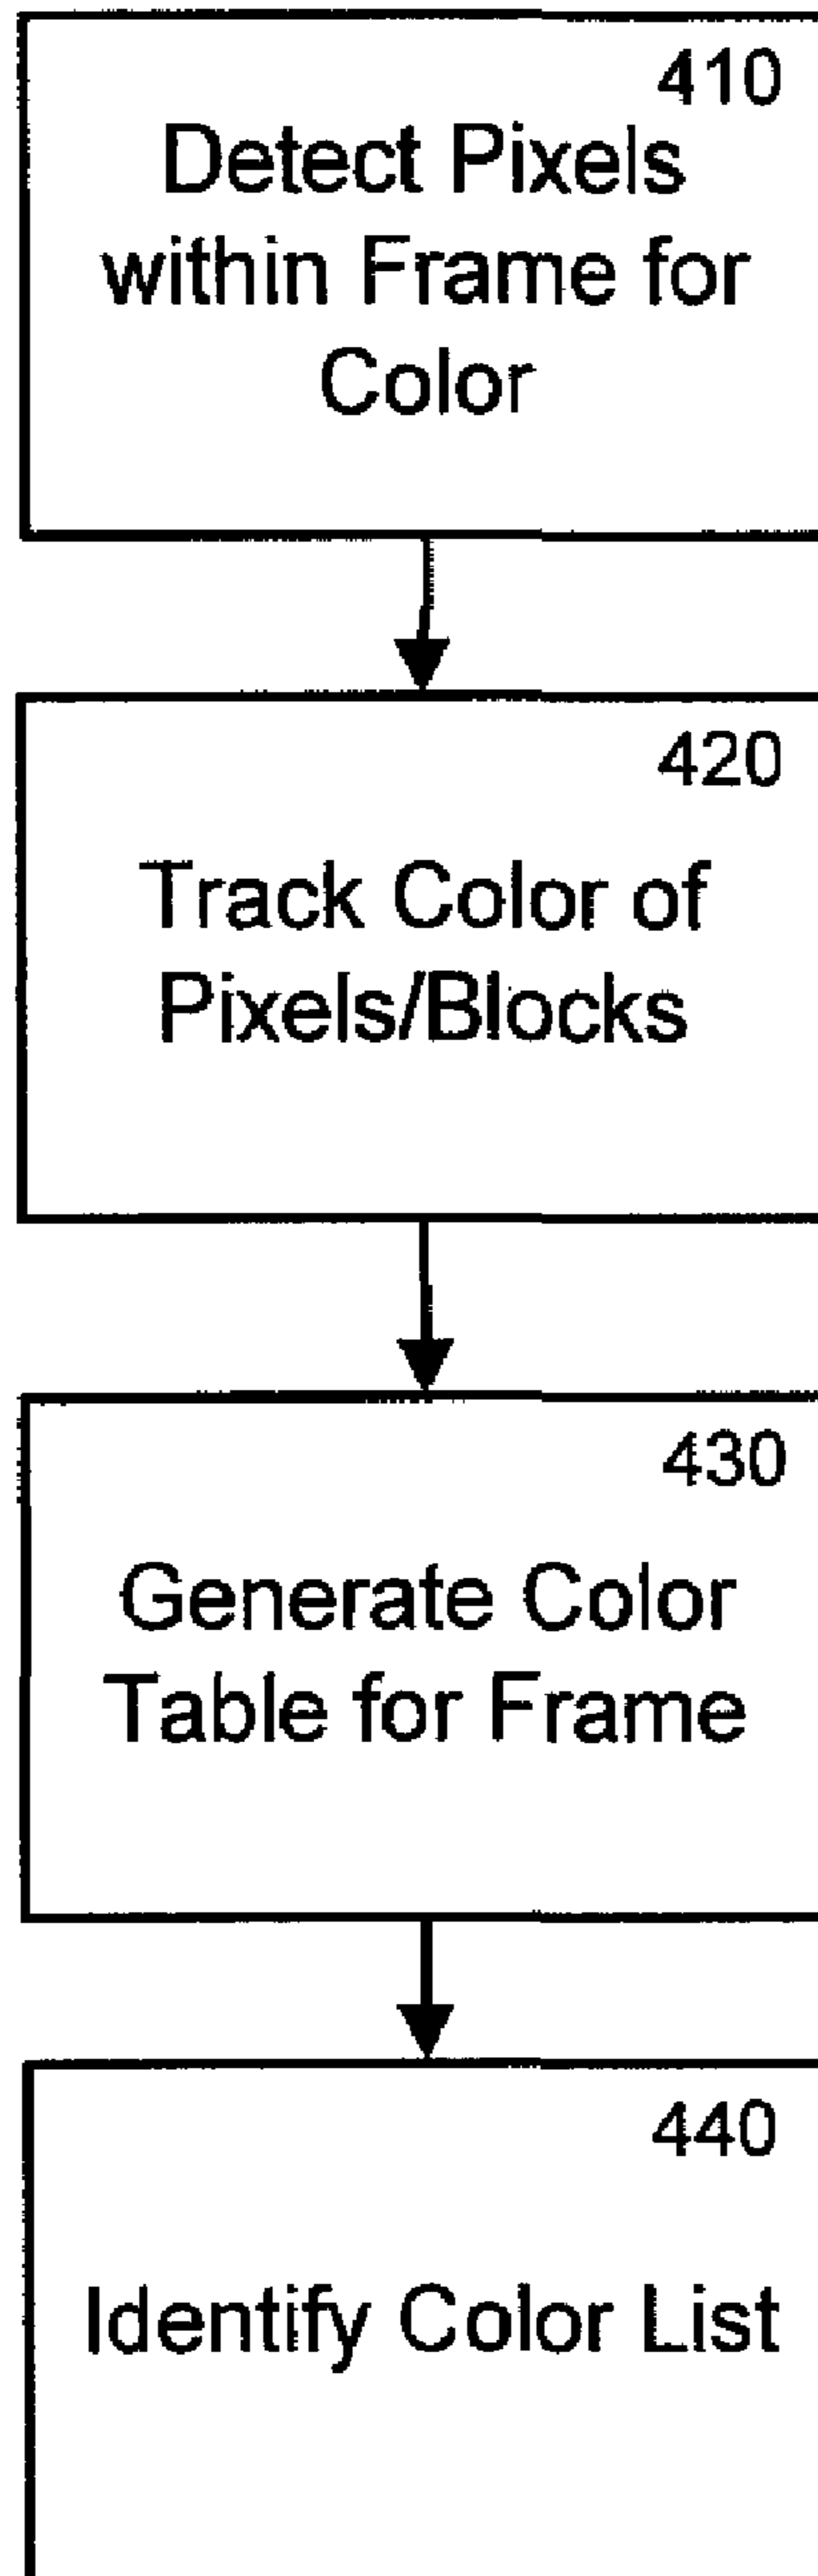 410
Detect Pixels
within Frame for
Color
420
Track Color of
Pixels/Blocks
430
Generate Color
Table for Frame
440
Identify Color List